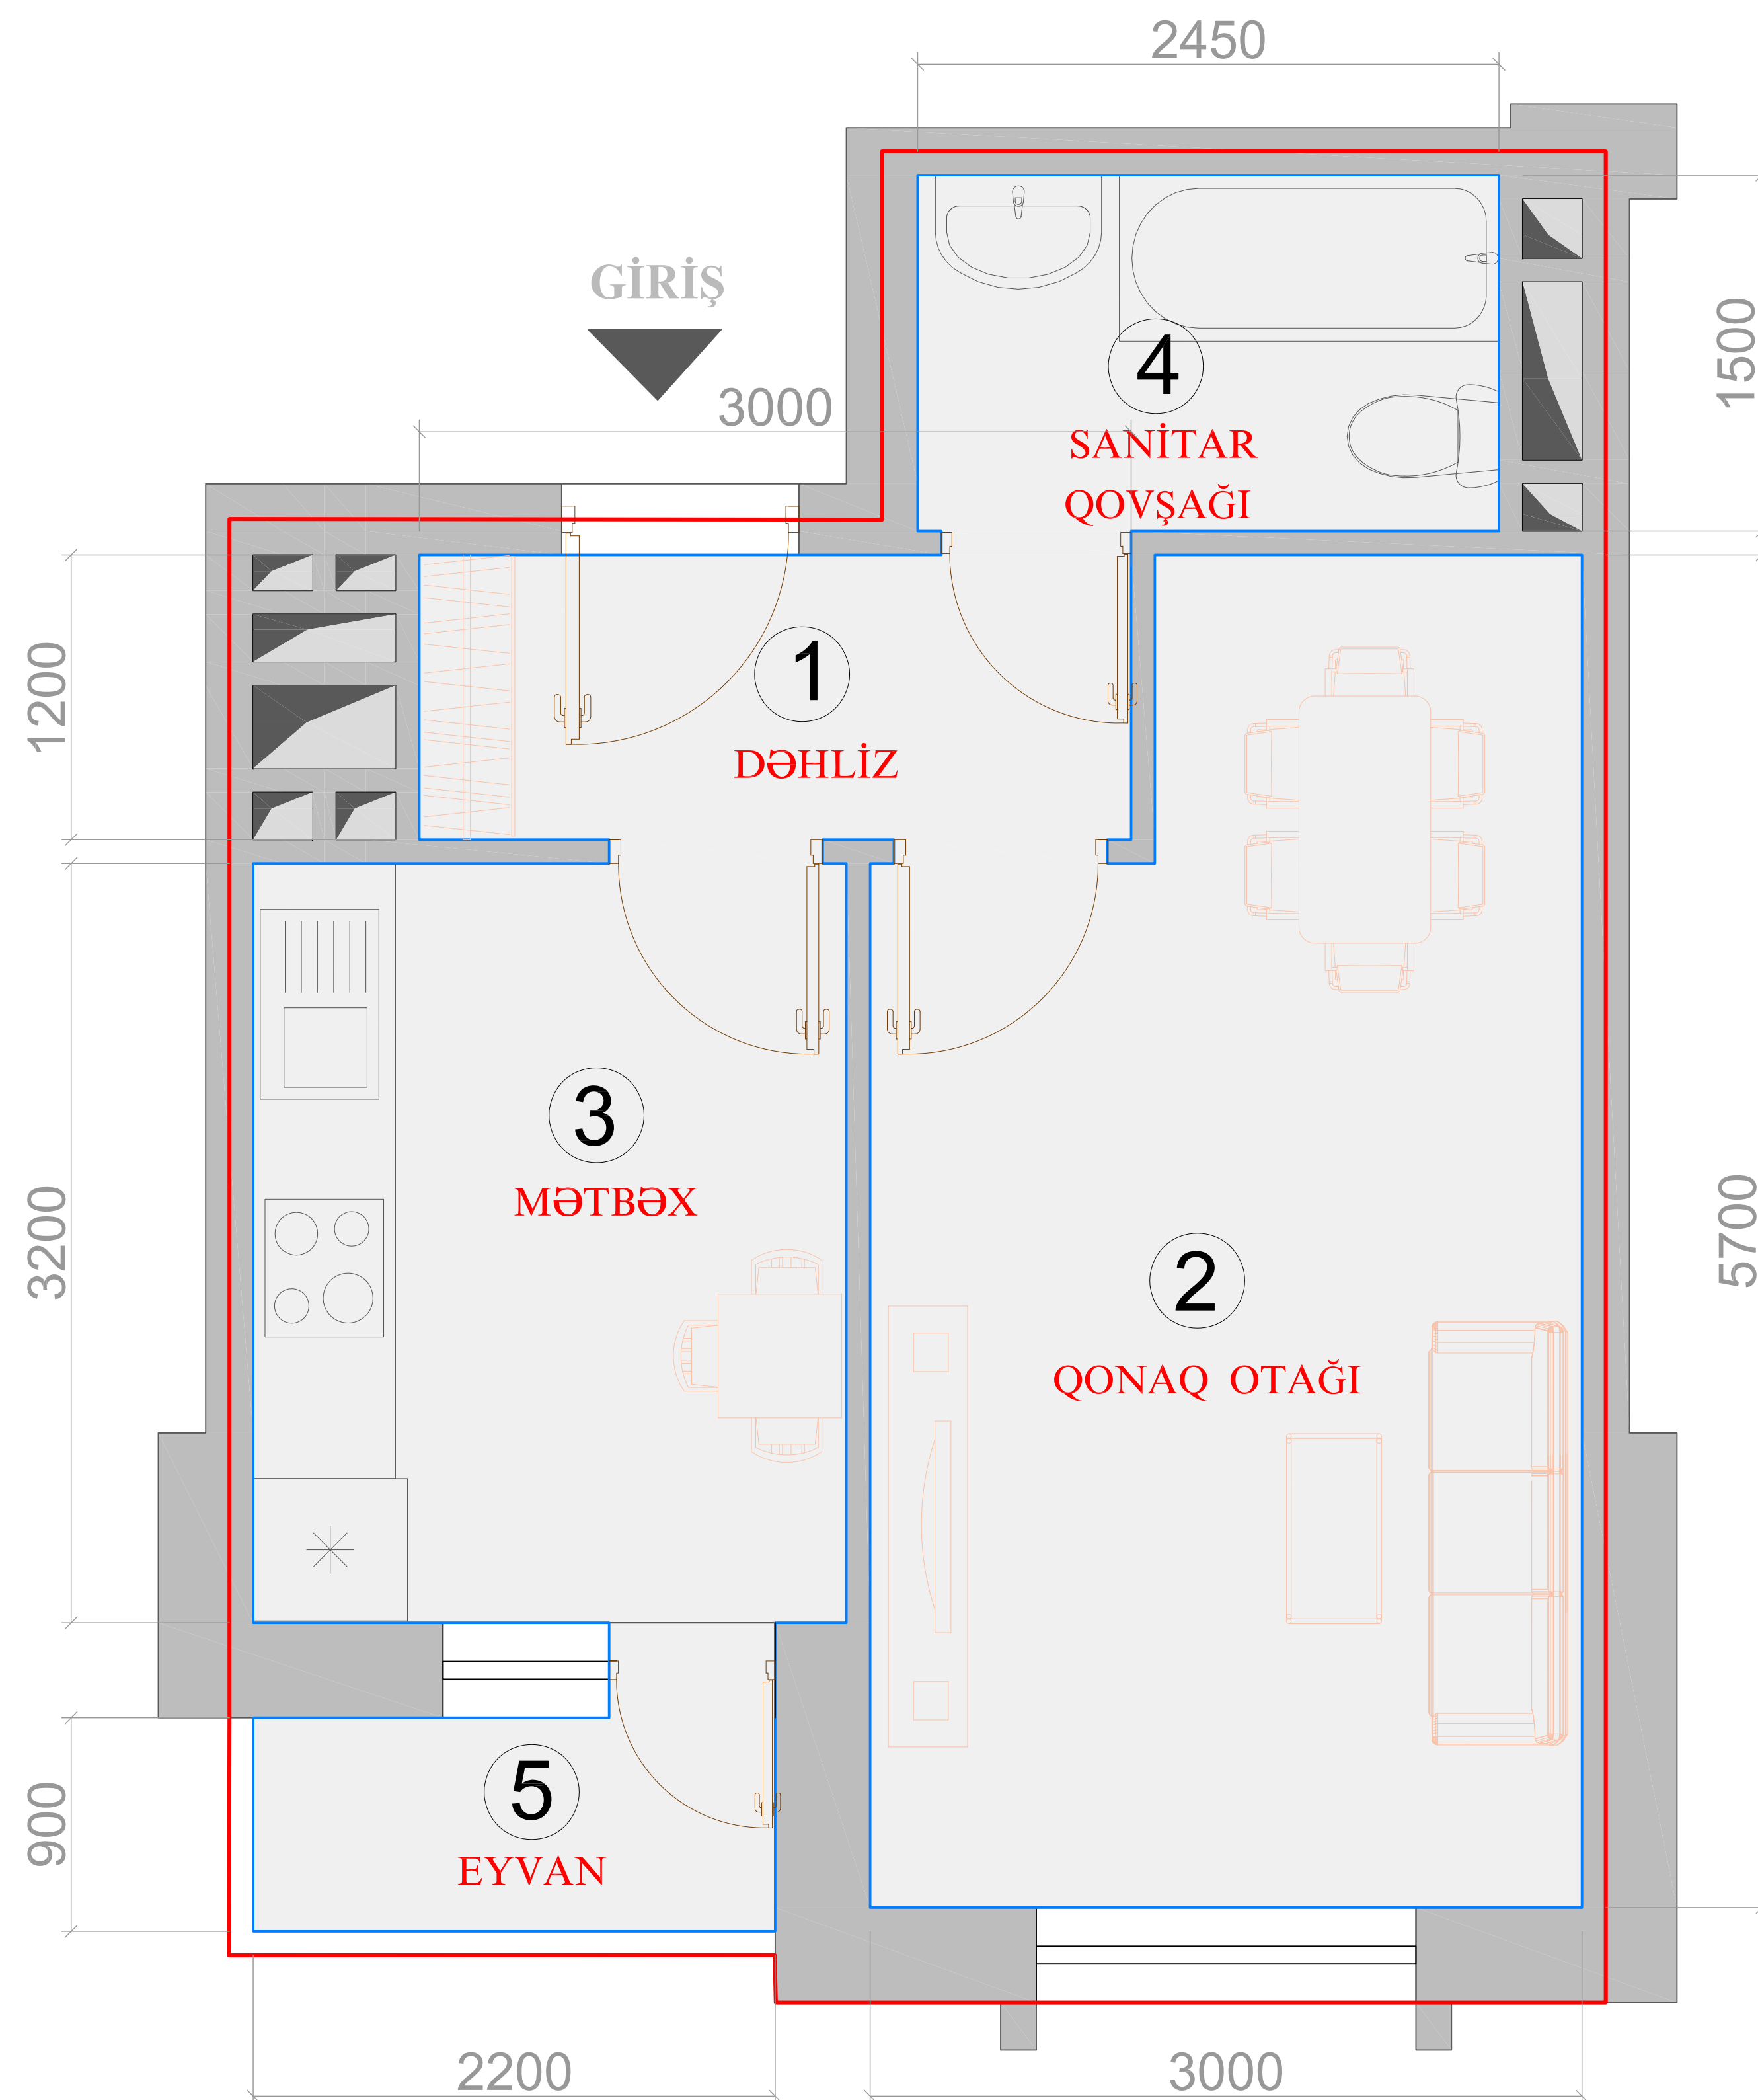 2450
GİRİŞ
3000
4
SANİTAR
QOVŞAĞI
1500
1
DƏHLİZ
1200
3
MƏTBƏX
3200
2
QONAQ OTAĞI
5700
5
EYVAN
900
2200
3000